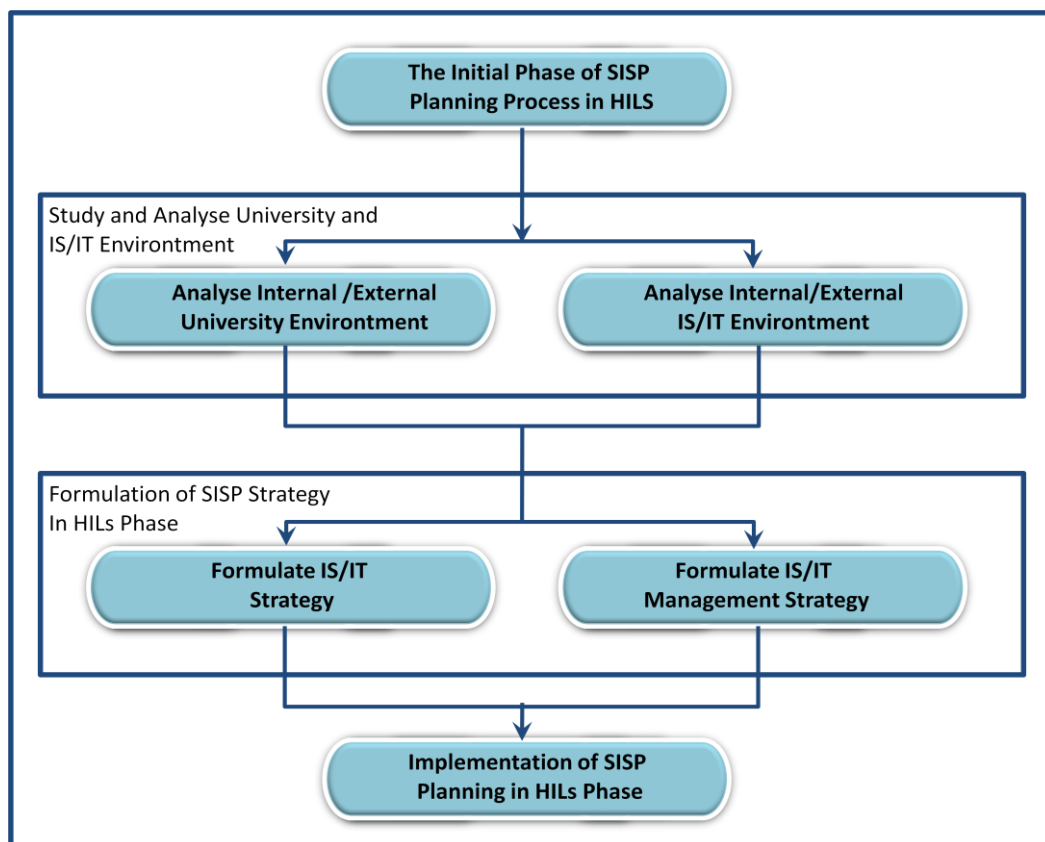 The Initial Phase of SISP
Planning Process in HILS
Study and Analyse University and
IS/IT Environtment
Analyse Internal /External
University Environtment
Analyse Internal/External
IS/IT Environtment
Formulation of SISP Strategy
In HILs Phase
Formulate IS/IT
Strategy
Formulate IS/IT
Management Strategy
Implementation of SISP
Planning in HILs Phase